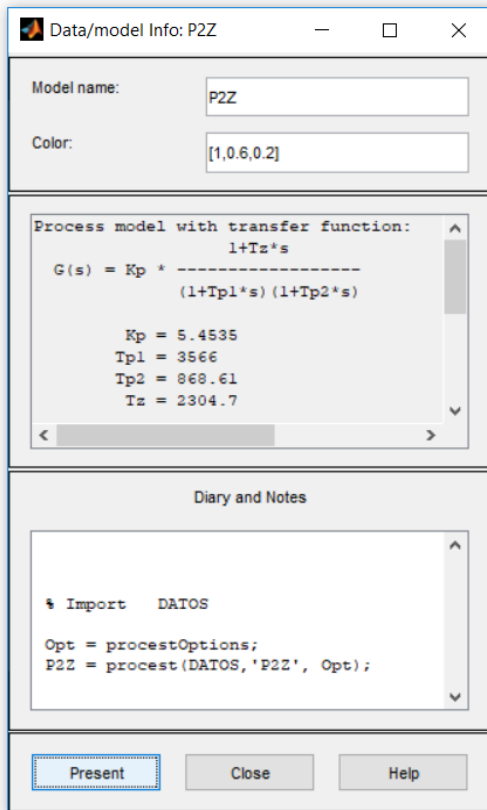 Data/model Info: P2Z
Model name:
P2Z
Color:
[1,0.6,0.2]
Process model with transfer function:
1+Tz*s
G(s) = Kp * -------------------
(1+Tp1*s)(1+Tp2*s)
Kp = 5.4535
Tp1 = 3566
Tp2 = 868.61
Tz = 2304.7
Diary and Notes
% Import   DATOS
Opt = procestOptions;
P2Z = procest(DATOS,'P2Z', Opt);
Present
Close
Help